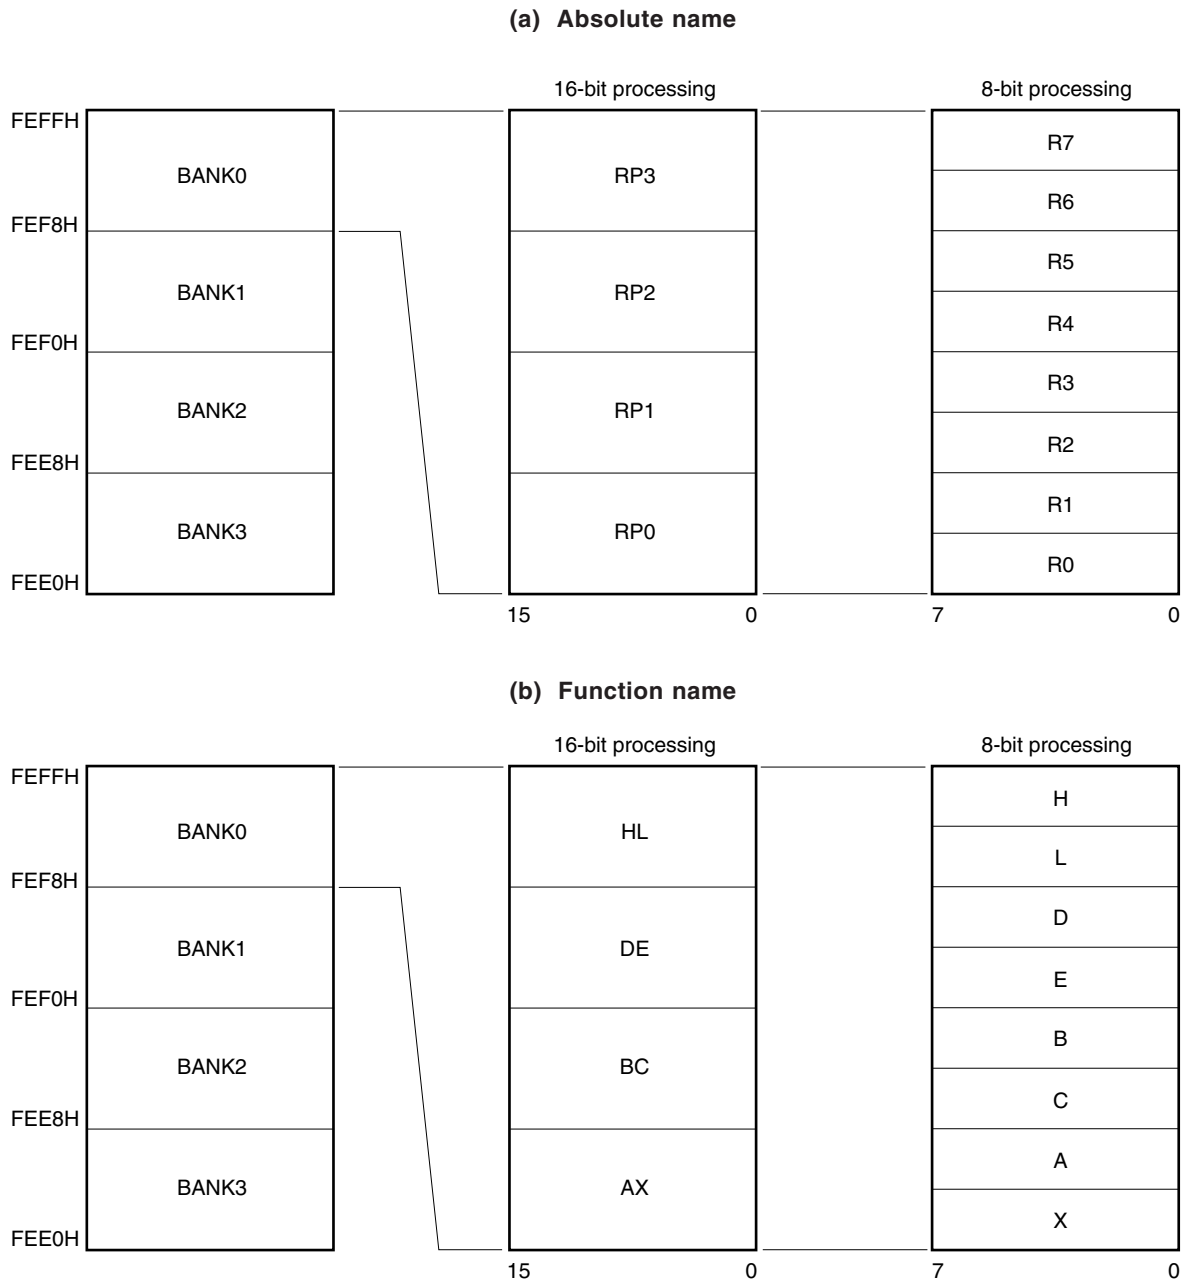 (a) Absolute name
16-bit processing
8-bit processing
FEFFH
BANK0
RP3
R7
R6
FEF8H
BANK1
RP2
R5
R4
FEF0H
BANK2
RP1
R3
R2
FEE8H
BANK3
RP0
R1
R0
FEE0H
15 0
7 0
(b) Function name
16-bit processing
8-bit processing
FEFFH
BANK0
HL
H
L
FEF8H
BANK1
DE
D
E
FEF0H
BANK2
BC
B
C
FEE8H
BANK3
AX
A
X
FEE0H
15 0
7 0